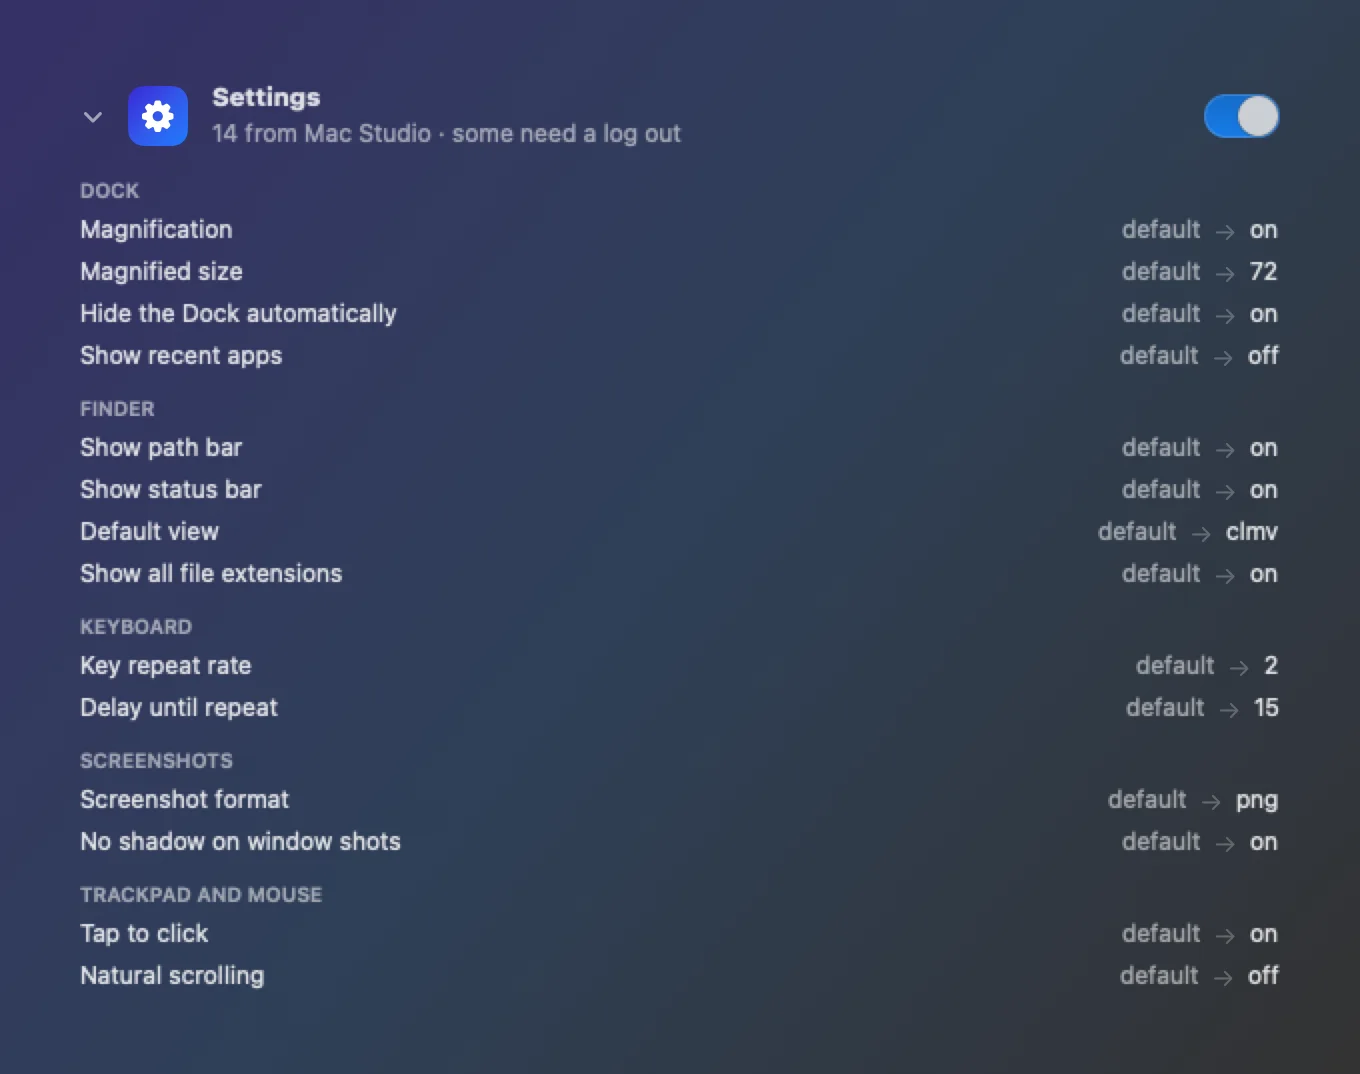 Settings
14 from Mac Studio · some need a log out
DOCK
Magnification default → on
Magnified size default → 72
Hide the Dock automatically default → on
Show recent apps default → off
FINDER
Show path bar default → on
Show status bar default → on
Default view default → clmv
Show all file extensions default → on
KEYBOARD
Key repeat rate default → 2
Delay until repeat default → 15
SCREENSHOTS
Screenshot format default → png
No shadow on window shots default → on
TRACKPAD AND MOUSE
Tap to click default → on
Natural scrolling default → off